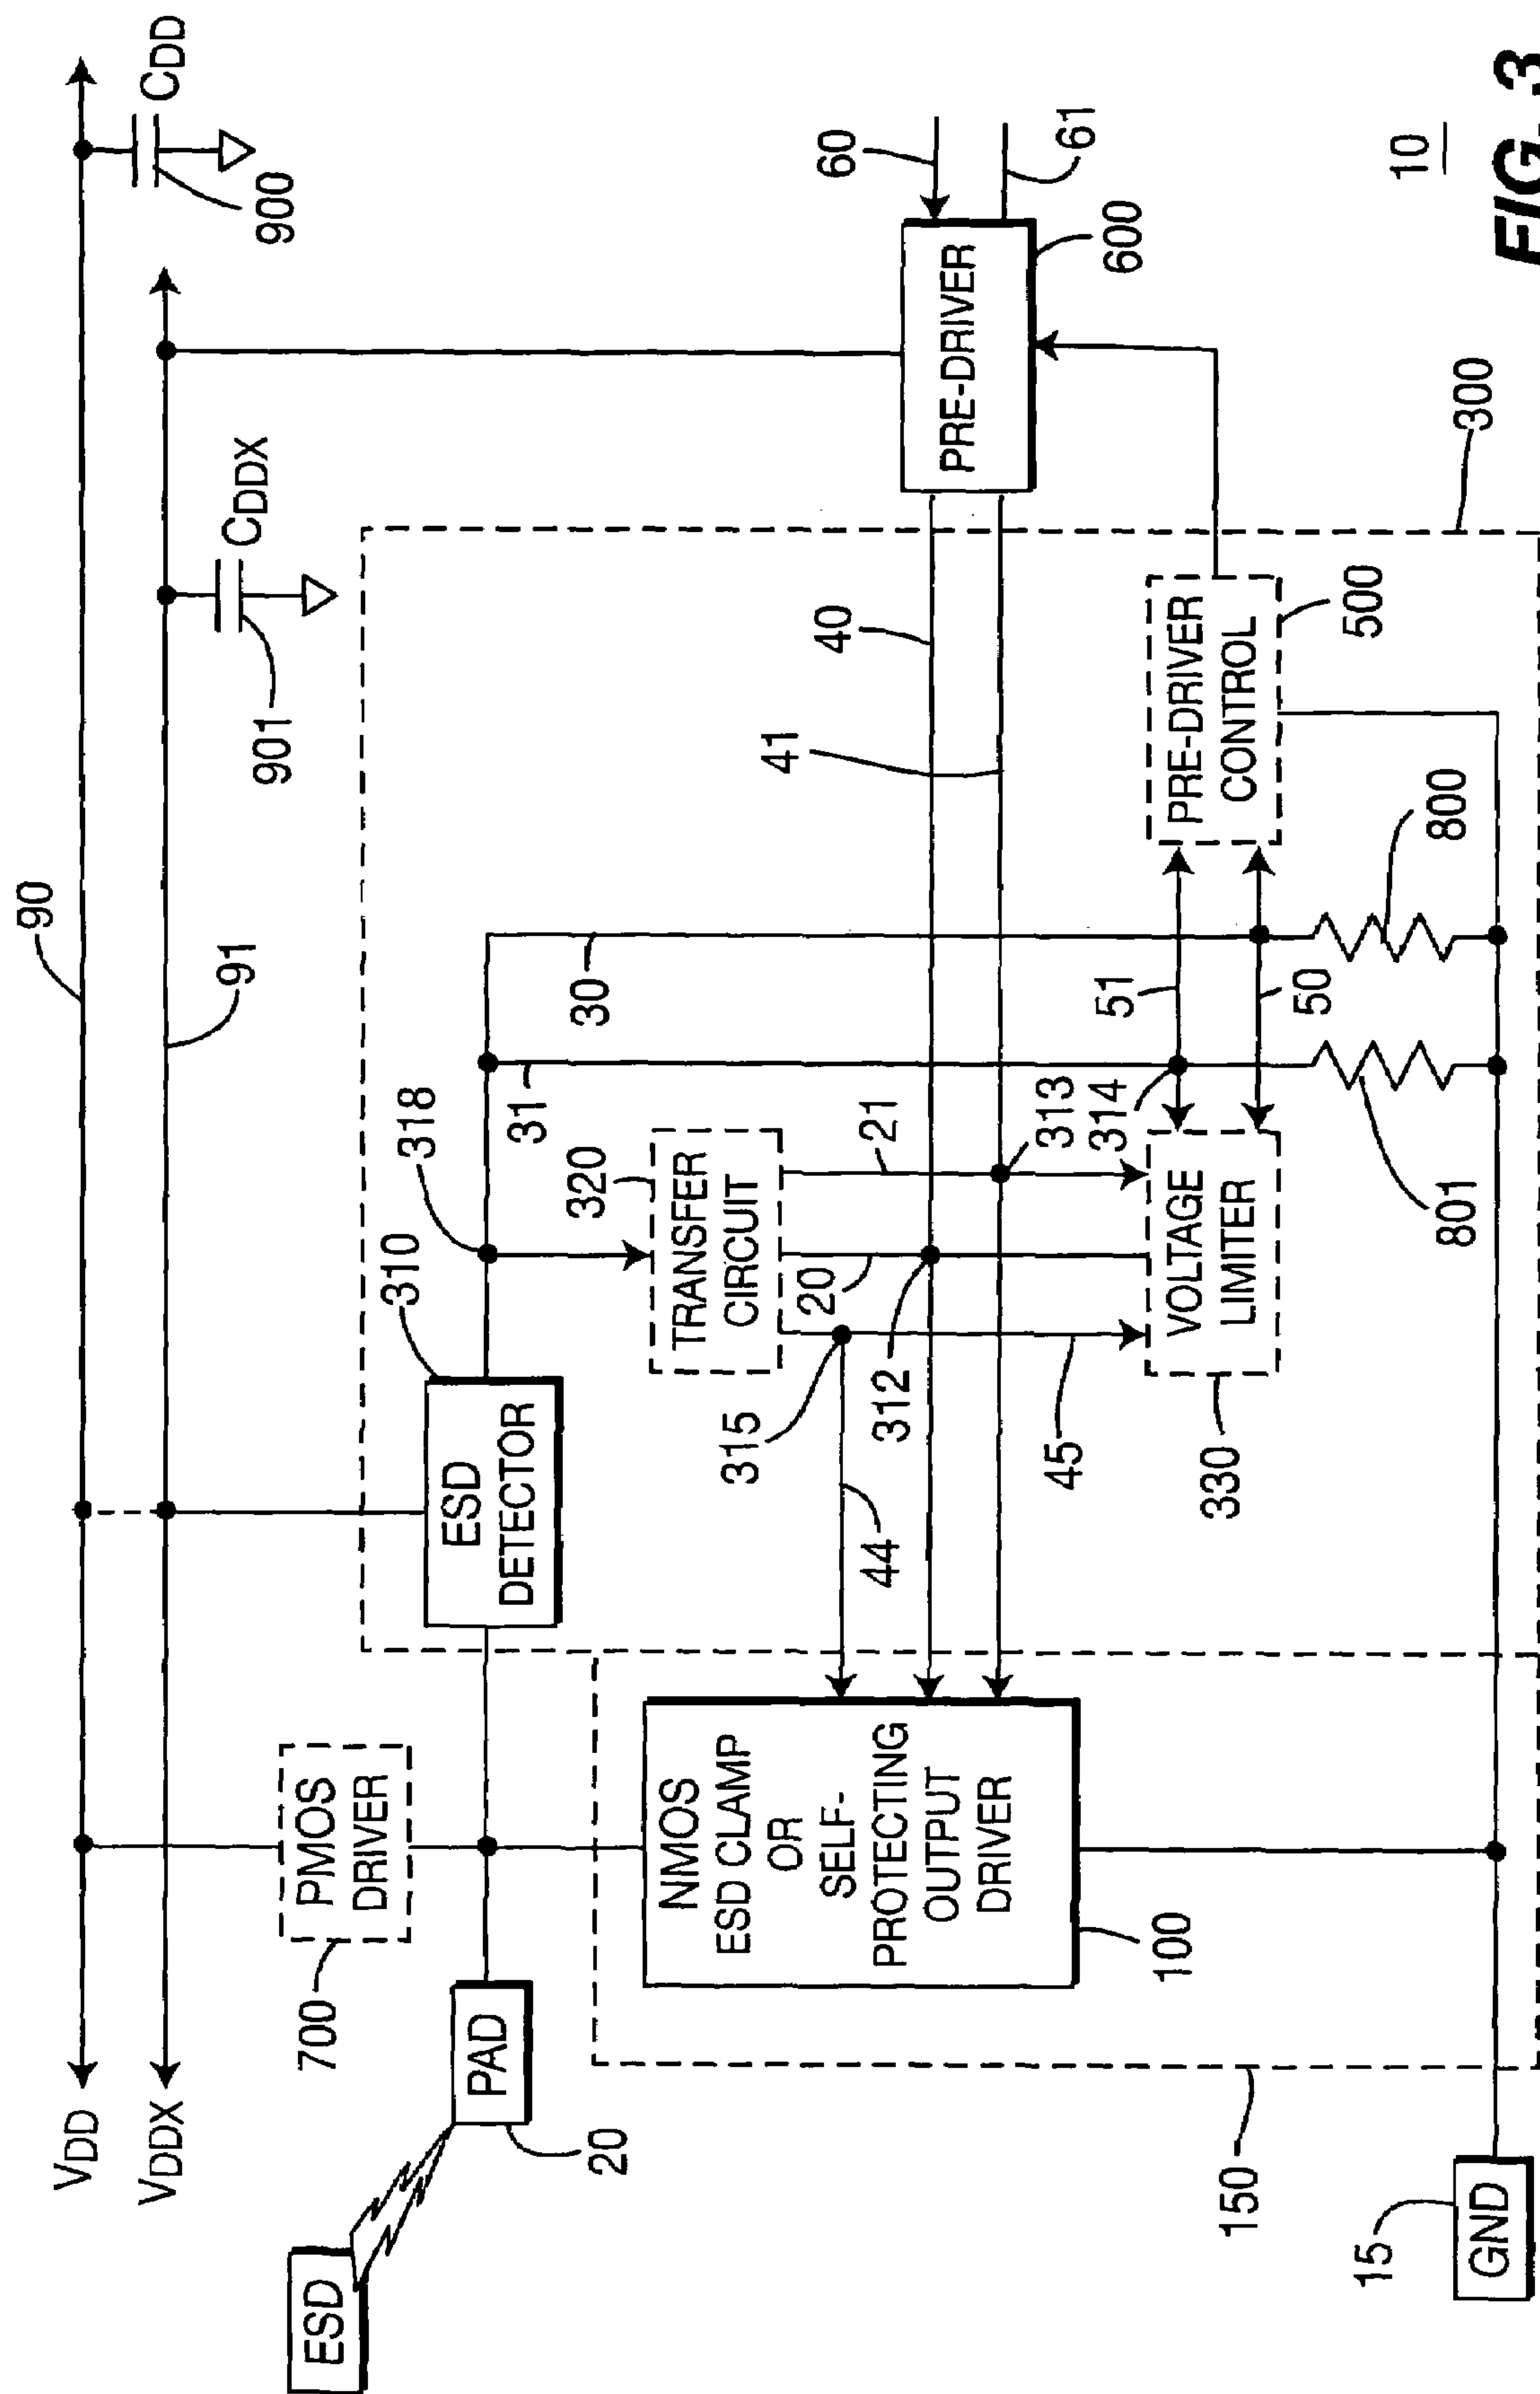 90
VDD
CDD
900
VDDX
91
CDDX
901
700
PMOS
DRIVER
ESD
PAD
20
310
ESD
DETECTOR
318
31
30
320
TRANSFER
CIRCUIT
315
20
21
40
41
60
61
PRE-DRIVER
600
NMOS
ESD CLAMP
OR
SELF-
PROTECTING
OUTPUT
DRIVER
100
44
312
45
313
314
51
50
VOLTAGE
LIMITER
330
PRE-DRIVER
CONTROL
500
801
800
300
150
15
GND
10
FIG. 3